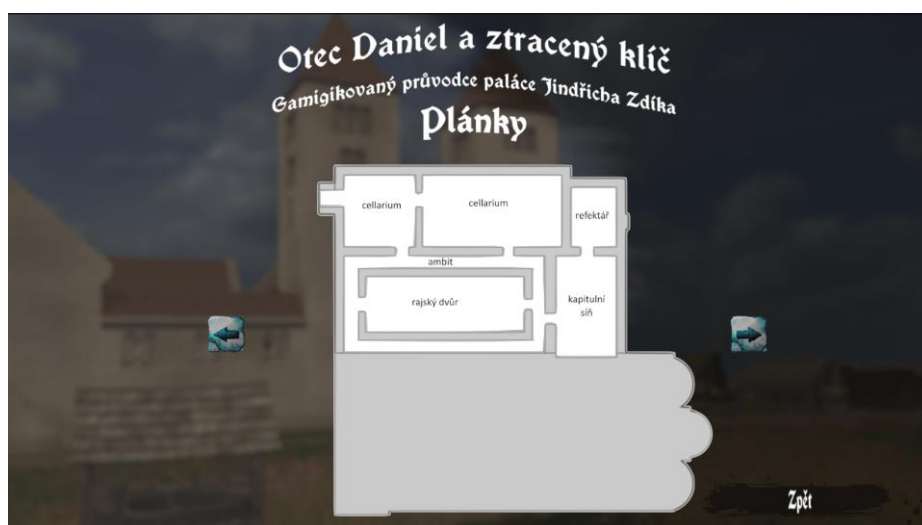 Otec Daniel a ztracený klíč
Gamigikovaný průvodce paláce Jindřicha Zdíka
Plánky
cellarium
cellarium
refektář
ambit
rajský dvůr
kapitulní
síň
Zpět